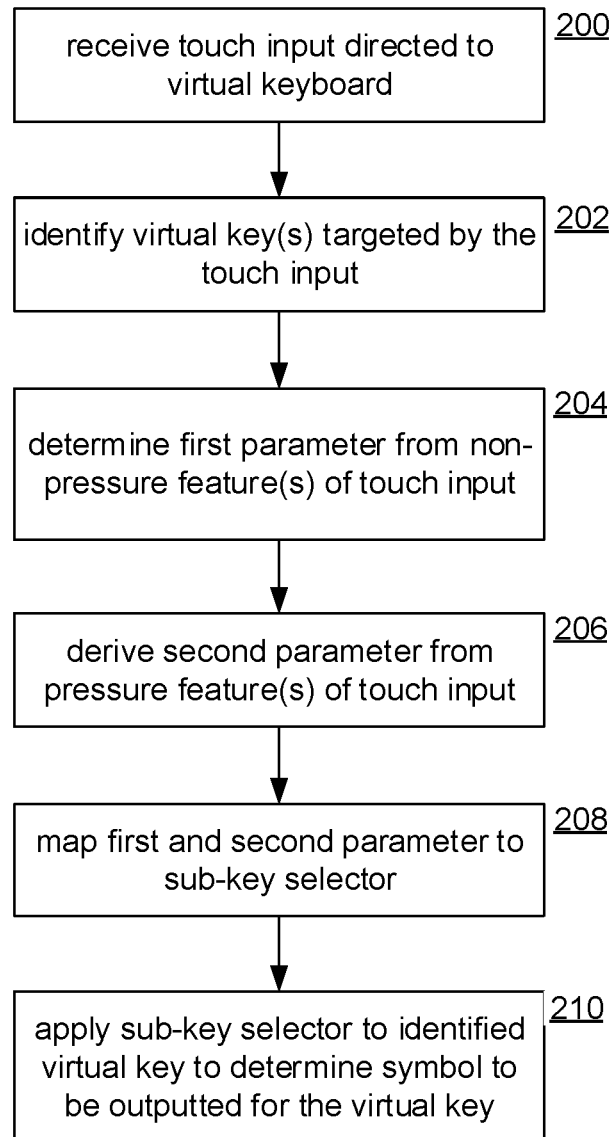 receive touch input directed to
virtual keyboard
200
identify virtual key(s) targeted by the
touch input
202
determine first parameter from non-
pressure feature(s) of touch input
204
derive second parameter from
pressure feature(s) of touch input
206
map first and second parameter to
sub-key selector
208
apply sub-key selector to identified
virtual key to determine symbol to
be outputted for the virtual key
210